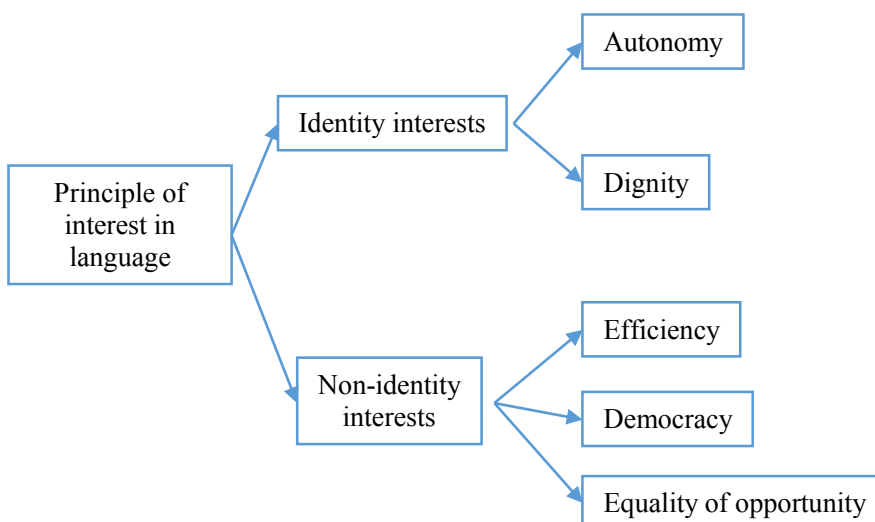 Principle of
interest in
language
Identity interests
Autonomy
Dignity
Non-identity
interests
Efficiency
Democracy
Equality of opportunity